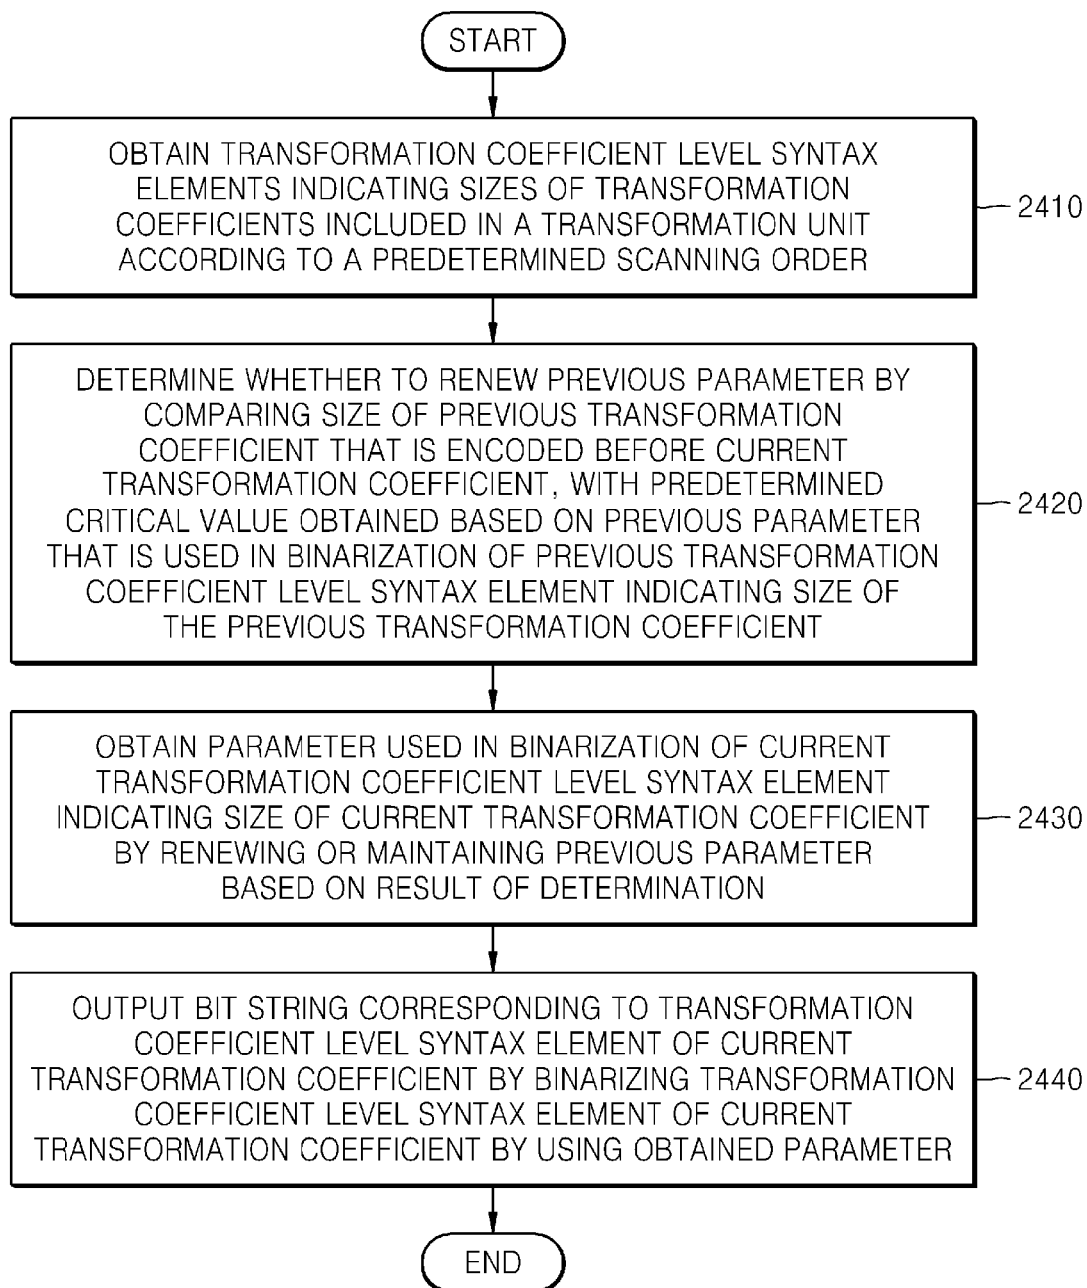 START
OBTAIN TRANSFORMATION COEFFICIENT LEVEL SYNTAX
ELEMENTS INDICATING SIZES OF TRANSFORMATION
COEFFICIENTS INCLUDED IN A TRANSFORMATION UNIT
ACCORDING TO A PREDETERMINED SCANNING ORDER
2410
DETERMINE WHETHER TO RENEW PREVIOUS PARAMETER BY
COMPARING SIZE OF PREVIOUS TRANSFORMATION
COEFFICIENT THAT IS ENCODED BEFORE CURRENT
TRANSFORMATION COEFFICIENT, WITH PREDETERMINED
CRITICAL VALUE OBTAINED BASED ON PREVIOUS PARAMETER
THAT IS USED IN BINARIZATION OF PREVIOUS TRANSFORMATION
COEFFICIENT LEVEL SYNTAX ELEMENT INDICATING SIZE OF
THE PREVIOUS TRANSFORMATION COEFFICIENT
2420
OBTAIN PARAMETER USED IN BINARIZATION OF CURRENT
TRANSFORMATION COEFFICIENT LEVEL SYNTAX ELEMENT
INDICATING SIZE OF CURRENT TRANSFORMATION COEFFICIENT
BY RENEWING OR MAINTAINING PREVIOUS PARAMETER
BASED ON RESULT OF DETERMINATION
2430
OUTPUT BIT STRING CORRESPONDING TO TRANSFORMATION
COEFFICIENT LEVEL SYNTAX ELEMENT OF CURRENT
TRANSFORMATION COEFFICIENT BY BINARIZING TRANSFORMATION
COEFFICIENT LEVEL SYNTAX ELEMENT OF CURRENT
TRANSFORMATION COEFFICIENT BY USING OBTAINED PARAMETER
2440
END